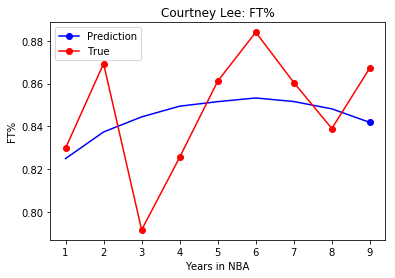 Courtney Lee: FT%
Prediction
True
FT%
0.88
0.86
0.84
0.82
0.80
1 2 3 4 5 6 7 8 9
Years in NBA